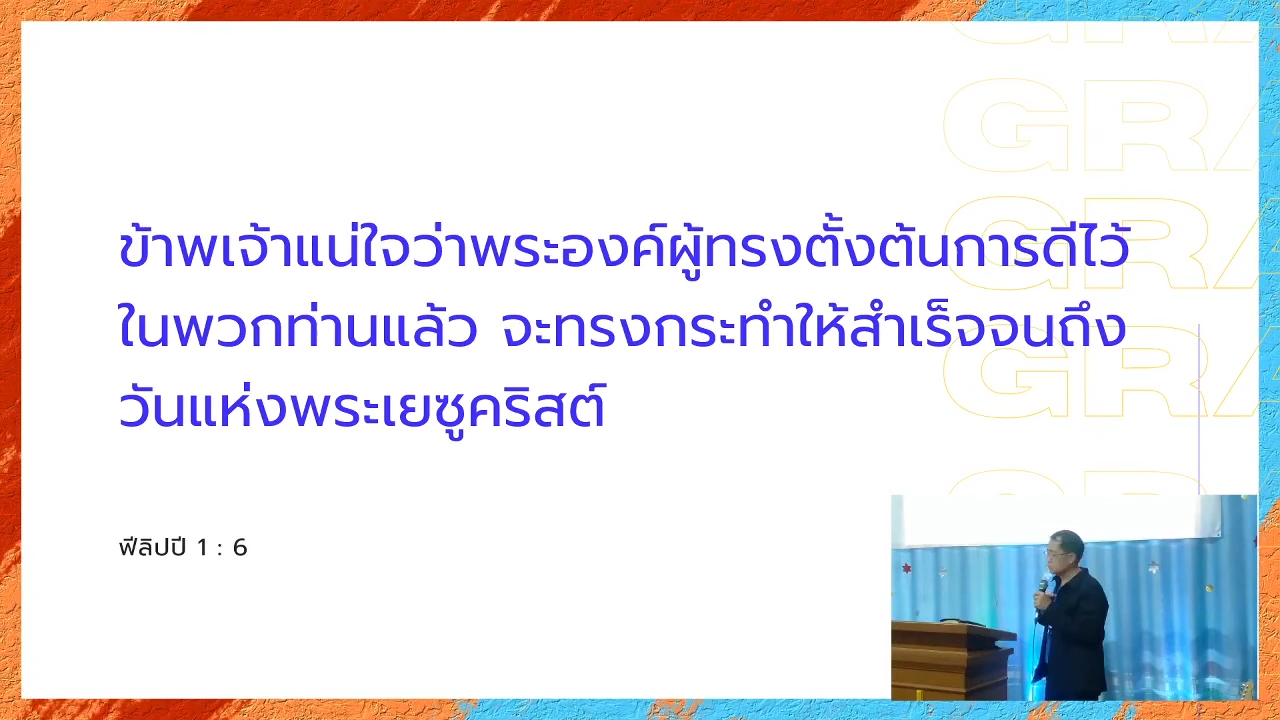 ข้าพเจ้าแน่ใจว่าพระองค์ผู้ทรงตั้งต้นการดีไว้
ในพวกท่านแล้ว จะทรงกระทำให้สำเร็จจนถึง
วันแห่งพระเยซูคริสต์
ฟีลิปปี 1 : 6
GRA
GRA
GRA